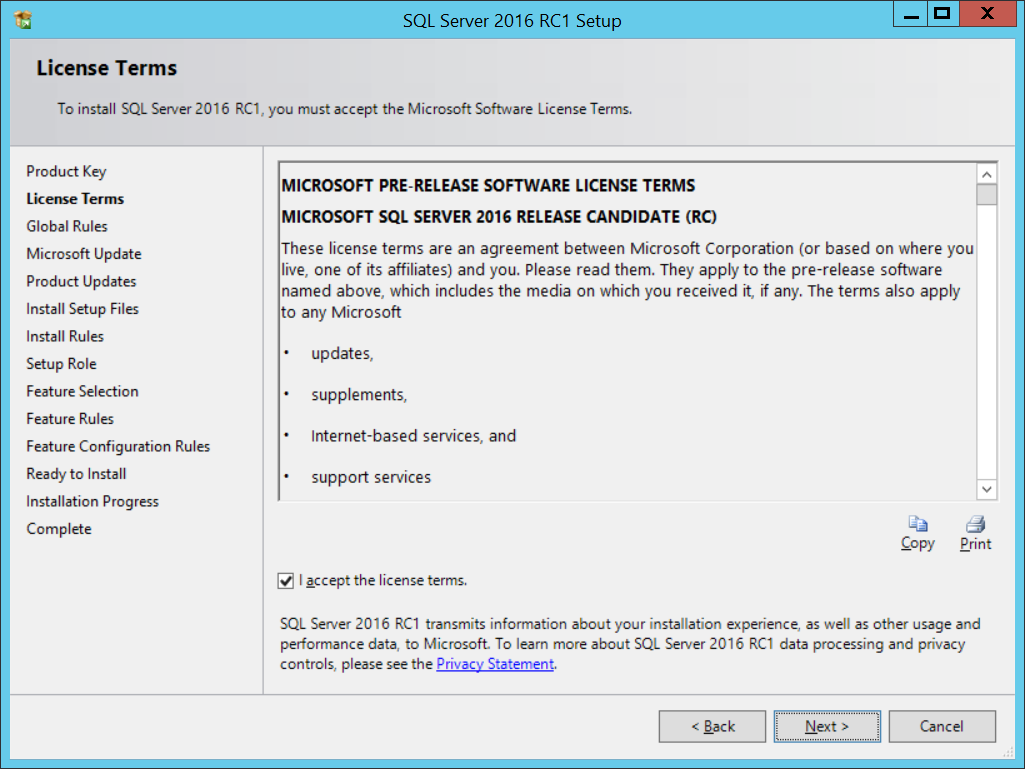 SQL Server 2016 RC1 Setup
License Terms
To install SQL Server 2016 RC1, you must accept the Microsoft Software License Terms.
Product Key
License Terms
Global Rules
Microsoft Update
Product Updates
Install Setup Files
Install Rules
Setup Role
Feature Selection
Feature Rules
Feature Configuration Rules
Ready to Install
Installation Progress
Complete
MICROSOFT PRE-RELEASE SOFTWARE LICENSE TERMS
MICROSOFT SQL SERVER 2016 RELEASE CANDIDATE (RC)
These license terms are an agreement between Microsoft Corporation (or based on where you
live, one of its affiliates) and you. Please read them. They apply to the pre-release software
named above, which includes the media on which you received it, if any. The terms also apply
to any Microsoft
• updates,
• supplements,
• Internet-based services, and
• support services
Copy
Print
I accept the license terms.
SQL Server 2016 RC1 transmits information about your installation experience, as well as other usage and
performance data, to Microsoft. To learn more about SQL Server 2016 RC1 data processing and privacy
controls, please see the Privacy Statement.
< Back
Next >
Cancel